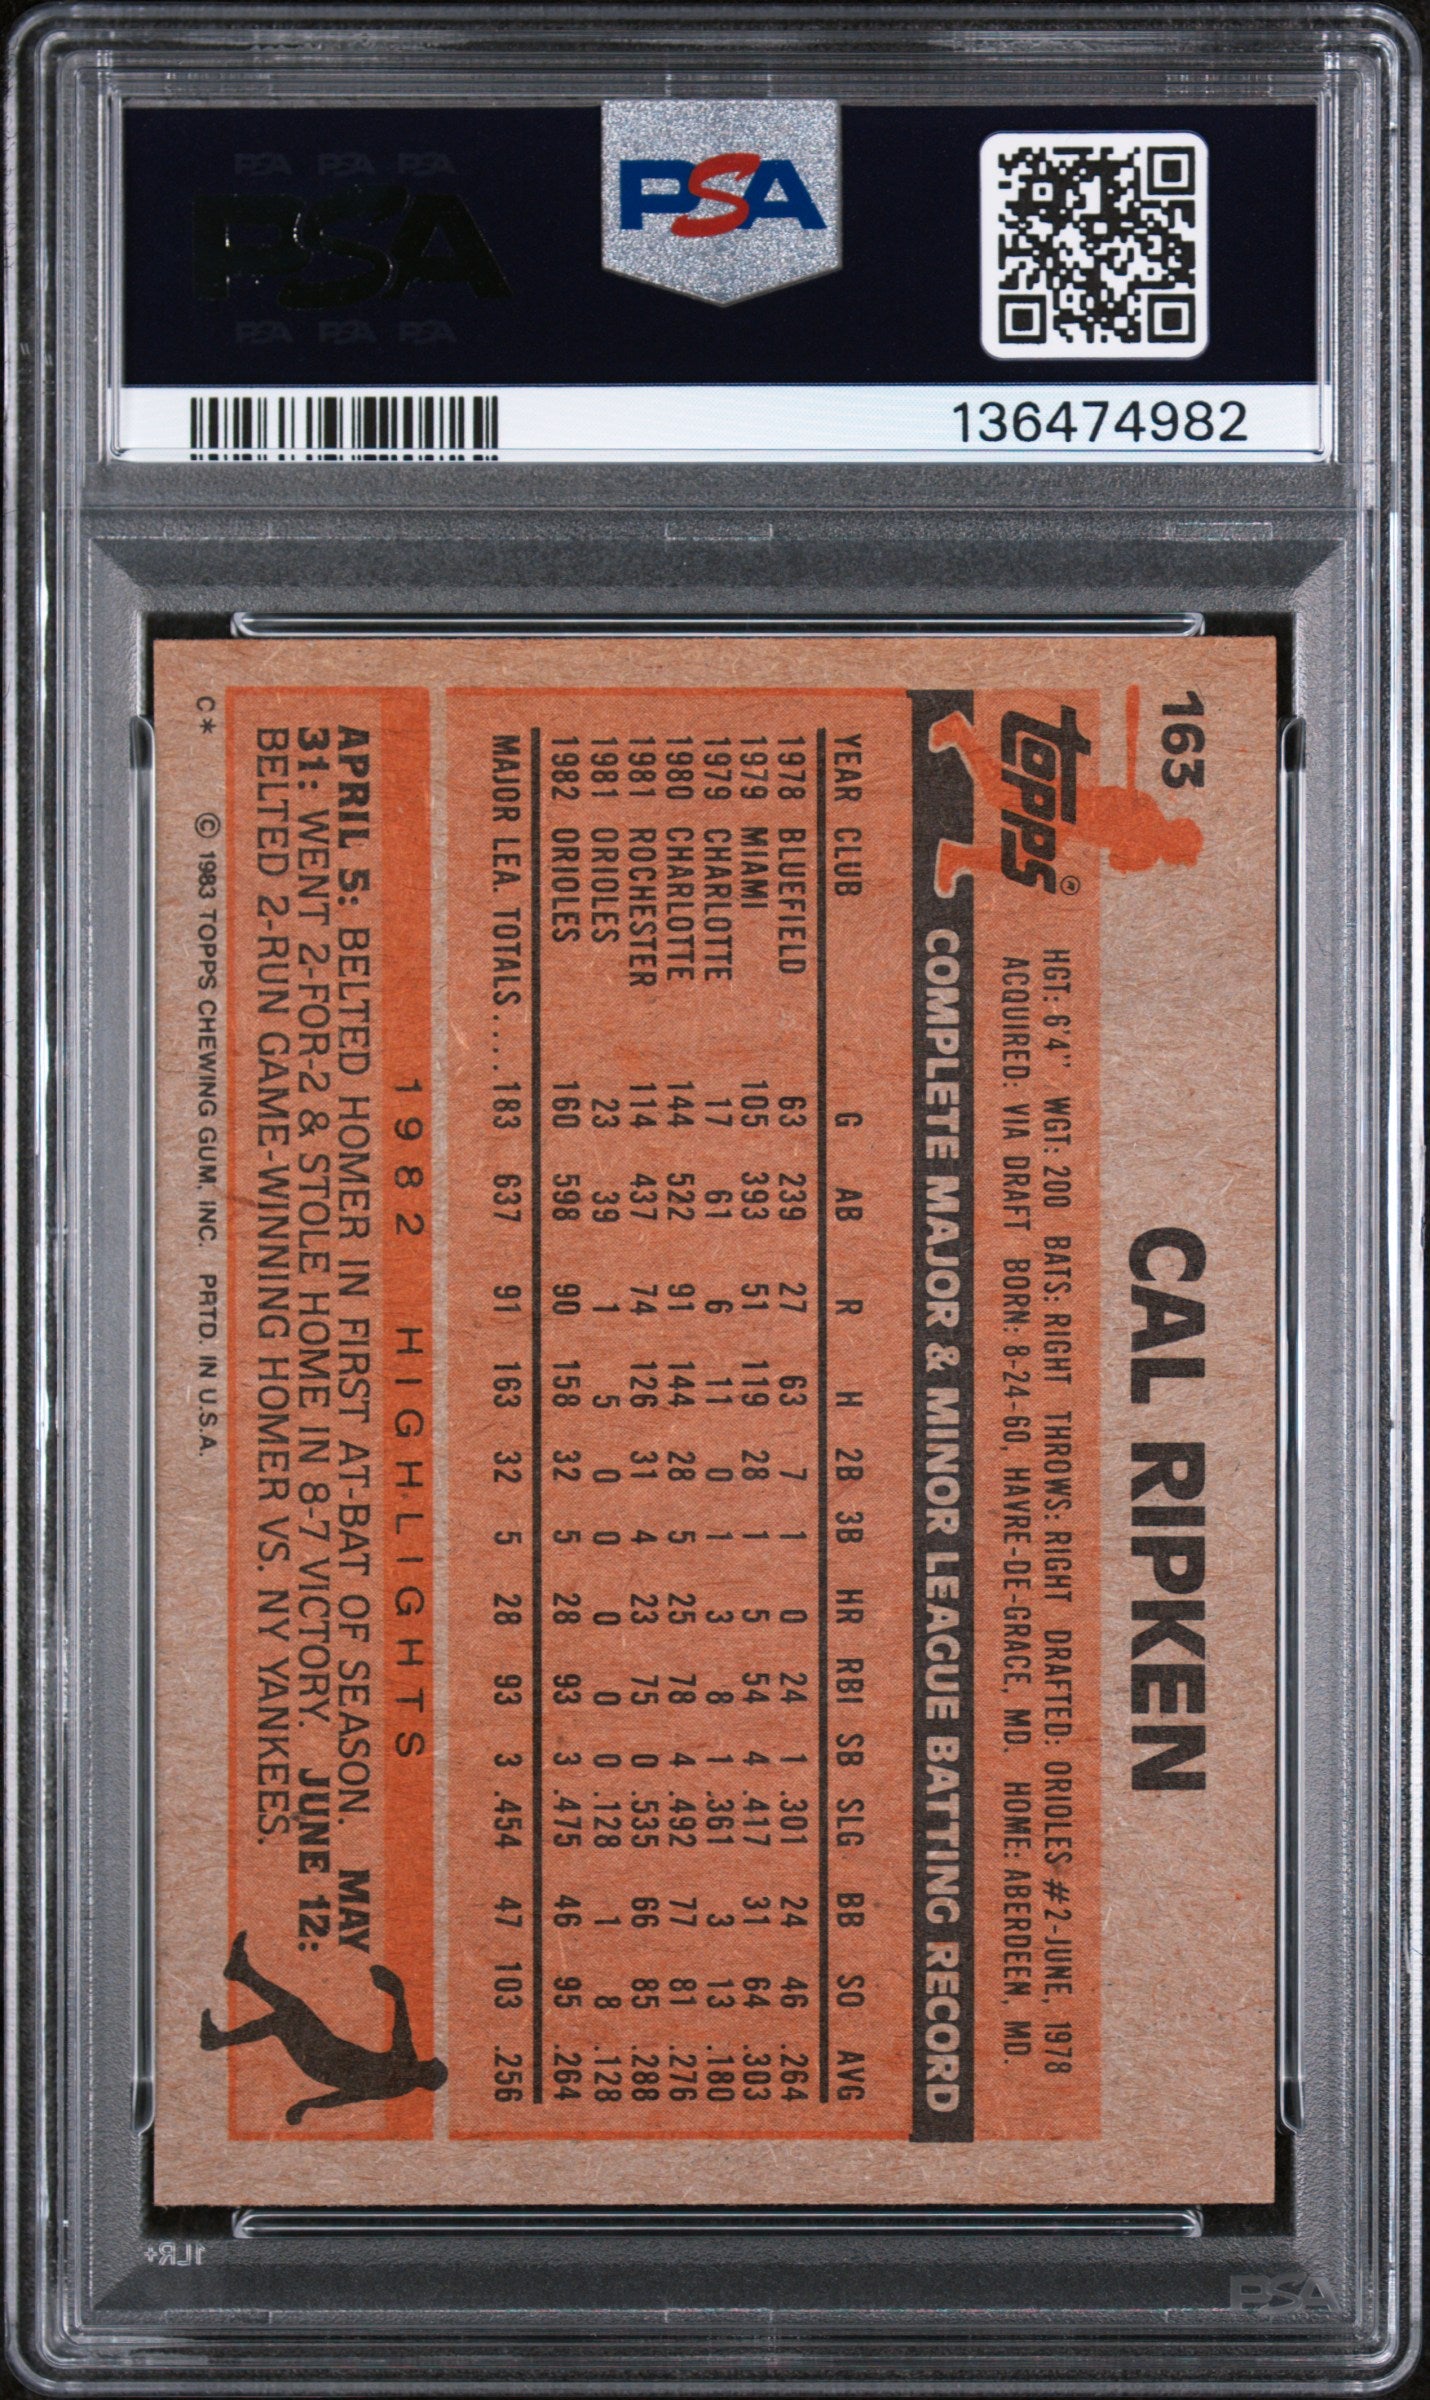 PSA PSA PSA
PSA
PSA PSA PSA
PSA
136474982
163
CAL RIPKEN
Topps®
HGT: 6'4" WGT: 200 BATS: RIGHT THROWS: RIGHT DRAFTED: ORIOLES #2-JUNE, 1978
ACQUIRED: VIA DRAFT BORN: 8-24-60, HAVRE-DE-GRACE, MD. HOME: ABERDEEN, MD.
COMPLETE MAJOR & MINOR LEAGUE BATTING RECORD
YEAR CLUB G AB R H 2B 3B HR RBI SB SLG BB SO AVG
1978 BLUEFIELD 63 239 27 63 7 1 0 24 1 .301 24 46 .264
1979 MIAMI 105 393 51 119 28 1 5 54 4 .417 31 64 .303
1979 CHARLOTTE 17 61 6 11 0 1 3 8 1 .361 3 13 .180
1980 CHARLOTTE 144 522 91 144 28 5 25 78 4 .492 77 81 .276
1981 ROCHESTER 114 437 74 126 31 4 23 75 0 .535 66 85 .288
1981 ORIOLES 23 39 1 5 0 0 0 0 0 .128 1 8 .128
1982 ORIOLES 160 598 90 158 32 5 28 93 3 .475 46 95 .264
MAJOR LEA. TOTALS.... 183 637 91 163 32 5 28 93 3 .454 47 103 .256
1982 HIGHLIGHTS
APRIL 5: BELTED HOMER IN FIRST AT-BAT OF SEASON. MAY
31: WENT 2-FOR-2 & STOLE HOME IN 8-7 VICTORY. JUNE 12:
BELTED 2-RUN GAME-WINNING HOMER VS. NY YANKEES.
C* © 1983 TOPPS CHEWING GUM, INC. PRTD. IN U.S.A.
1LR+
PSA